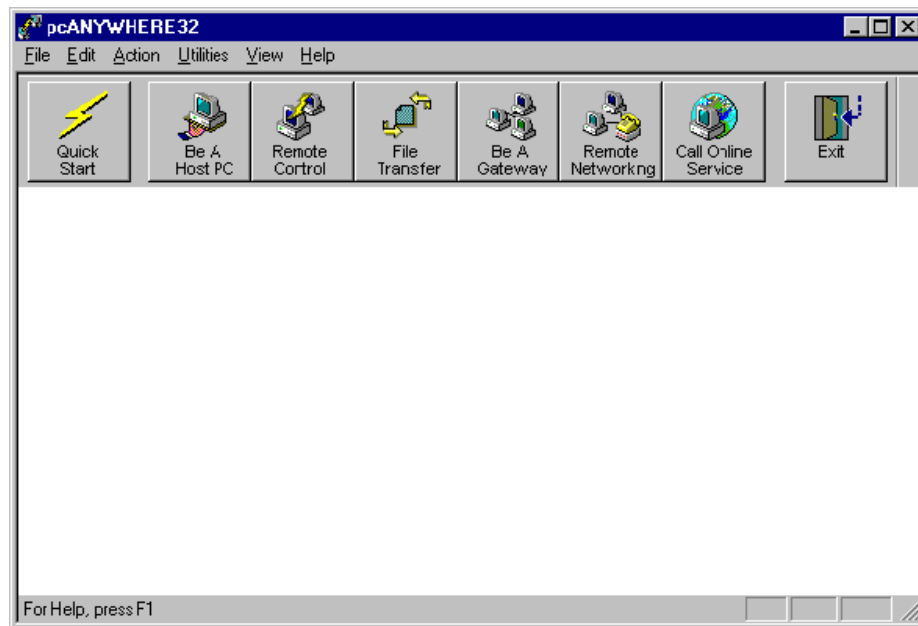 pcANYWHERE32
File Edit Action Utilities View Help
Quick
Start
Be A
Host PC
Remote
Control
File
Transfer
Be A
Gateway
Remote
Networkng
Call Online
Service
Exit
For Help, press F1